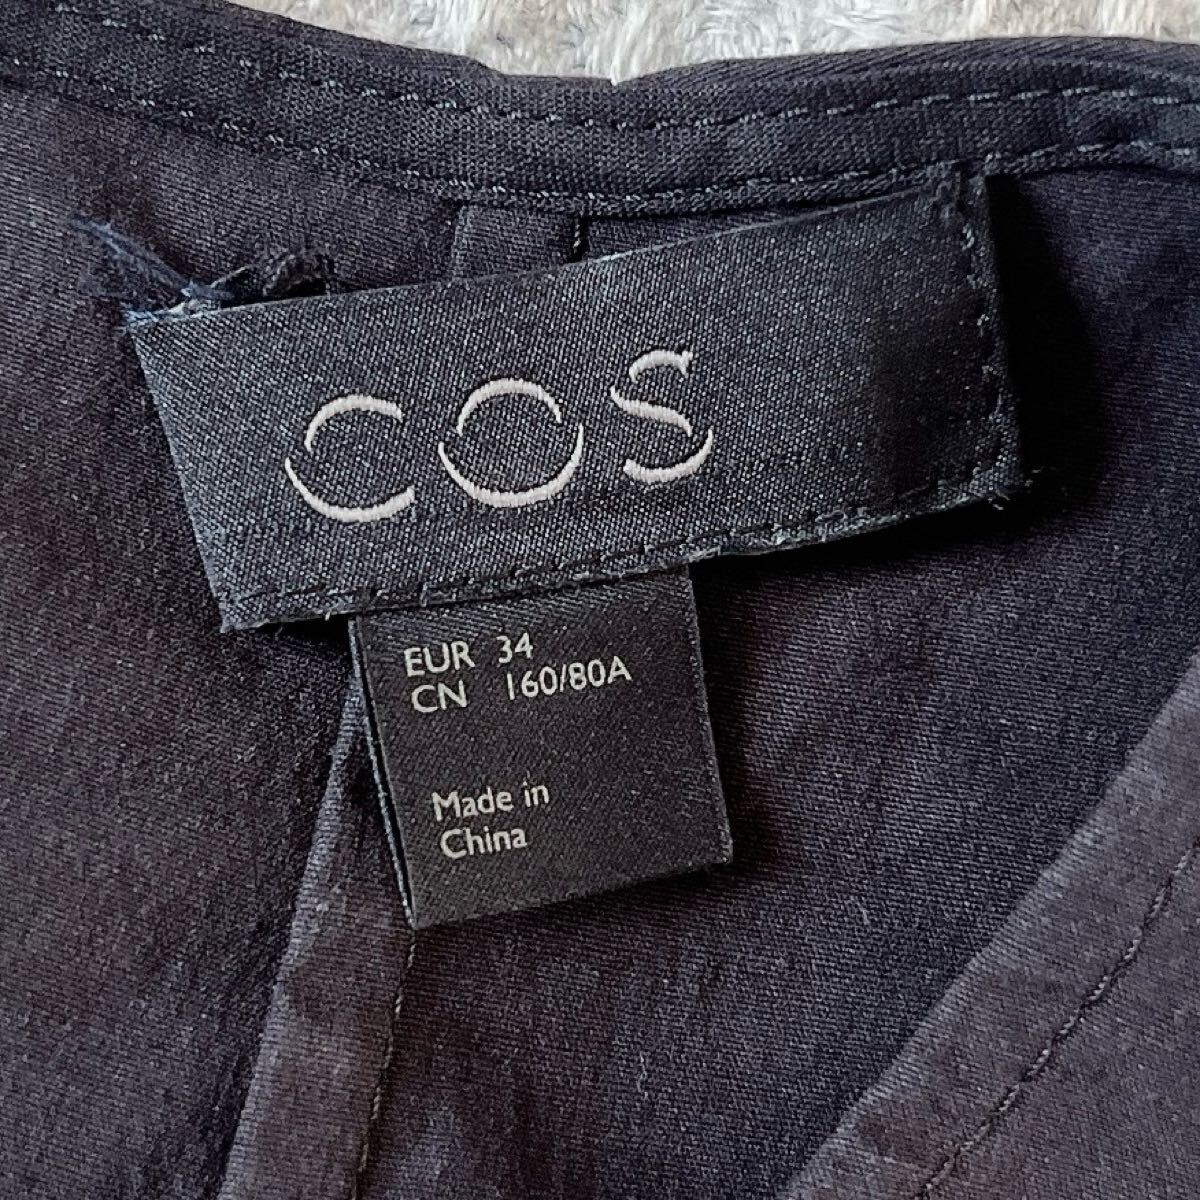 COS
EUR 34
CN 160/80A
Made in
China